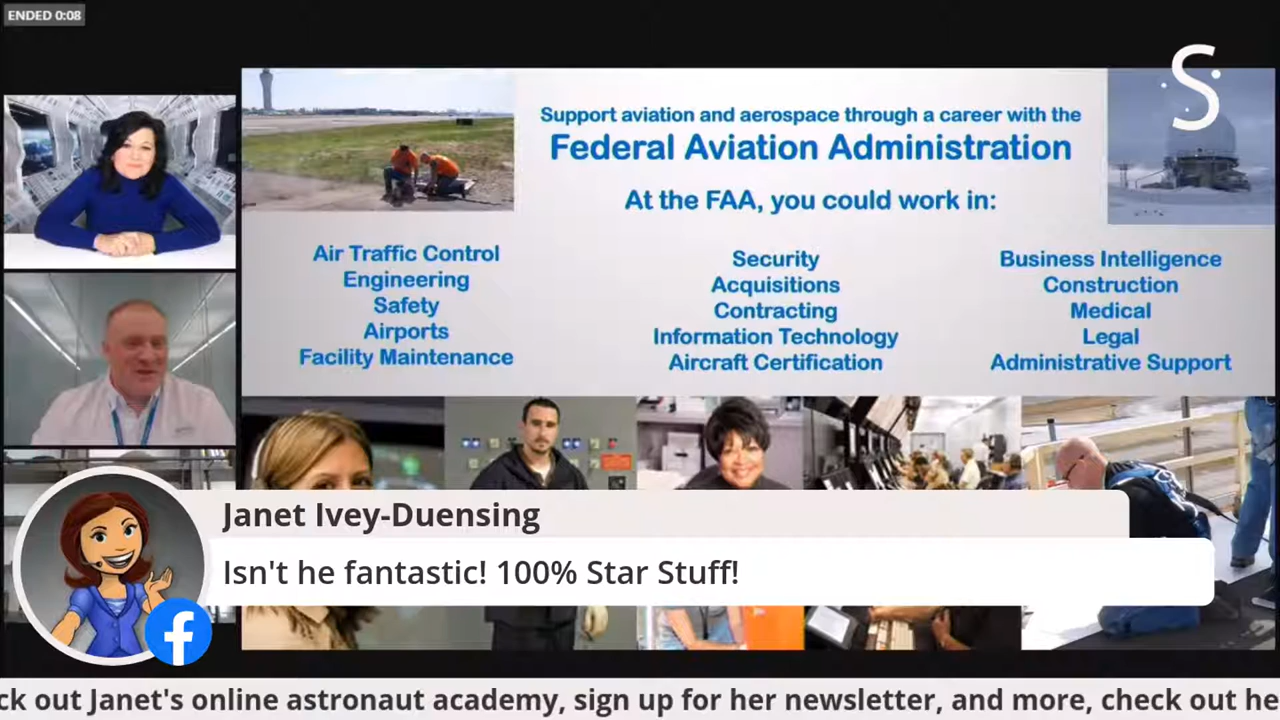 ENDED 0:08
S
Support aviation and aerospace through a career with the
Federal Aviation Administration
At the FAA, you could work in:
Air Traffic Control
Engineering
Safety
Airports
Facility Maintenance
Security
Acquisitions
Contracting
Information Technology
Aircraft Certification
Business Intelligence
Construction
Medical
Legal
Administrative Support
Janet Ivey-Duensing
Isn't he fantastic! 100% Star Stuff!
ck out Janet's online astronaut academy, sign up for her newsletter, and more, check out he